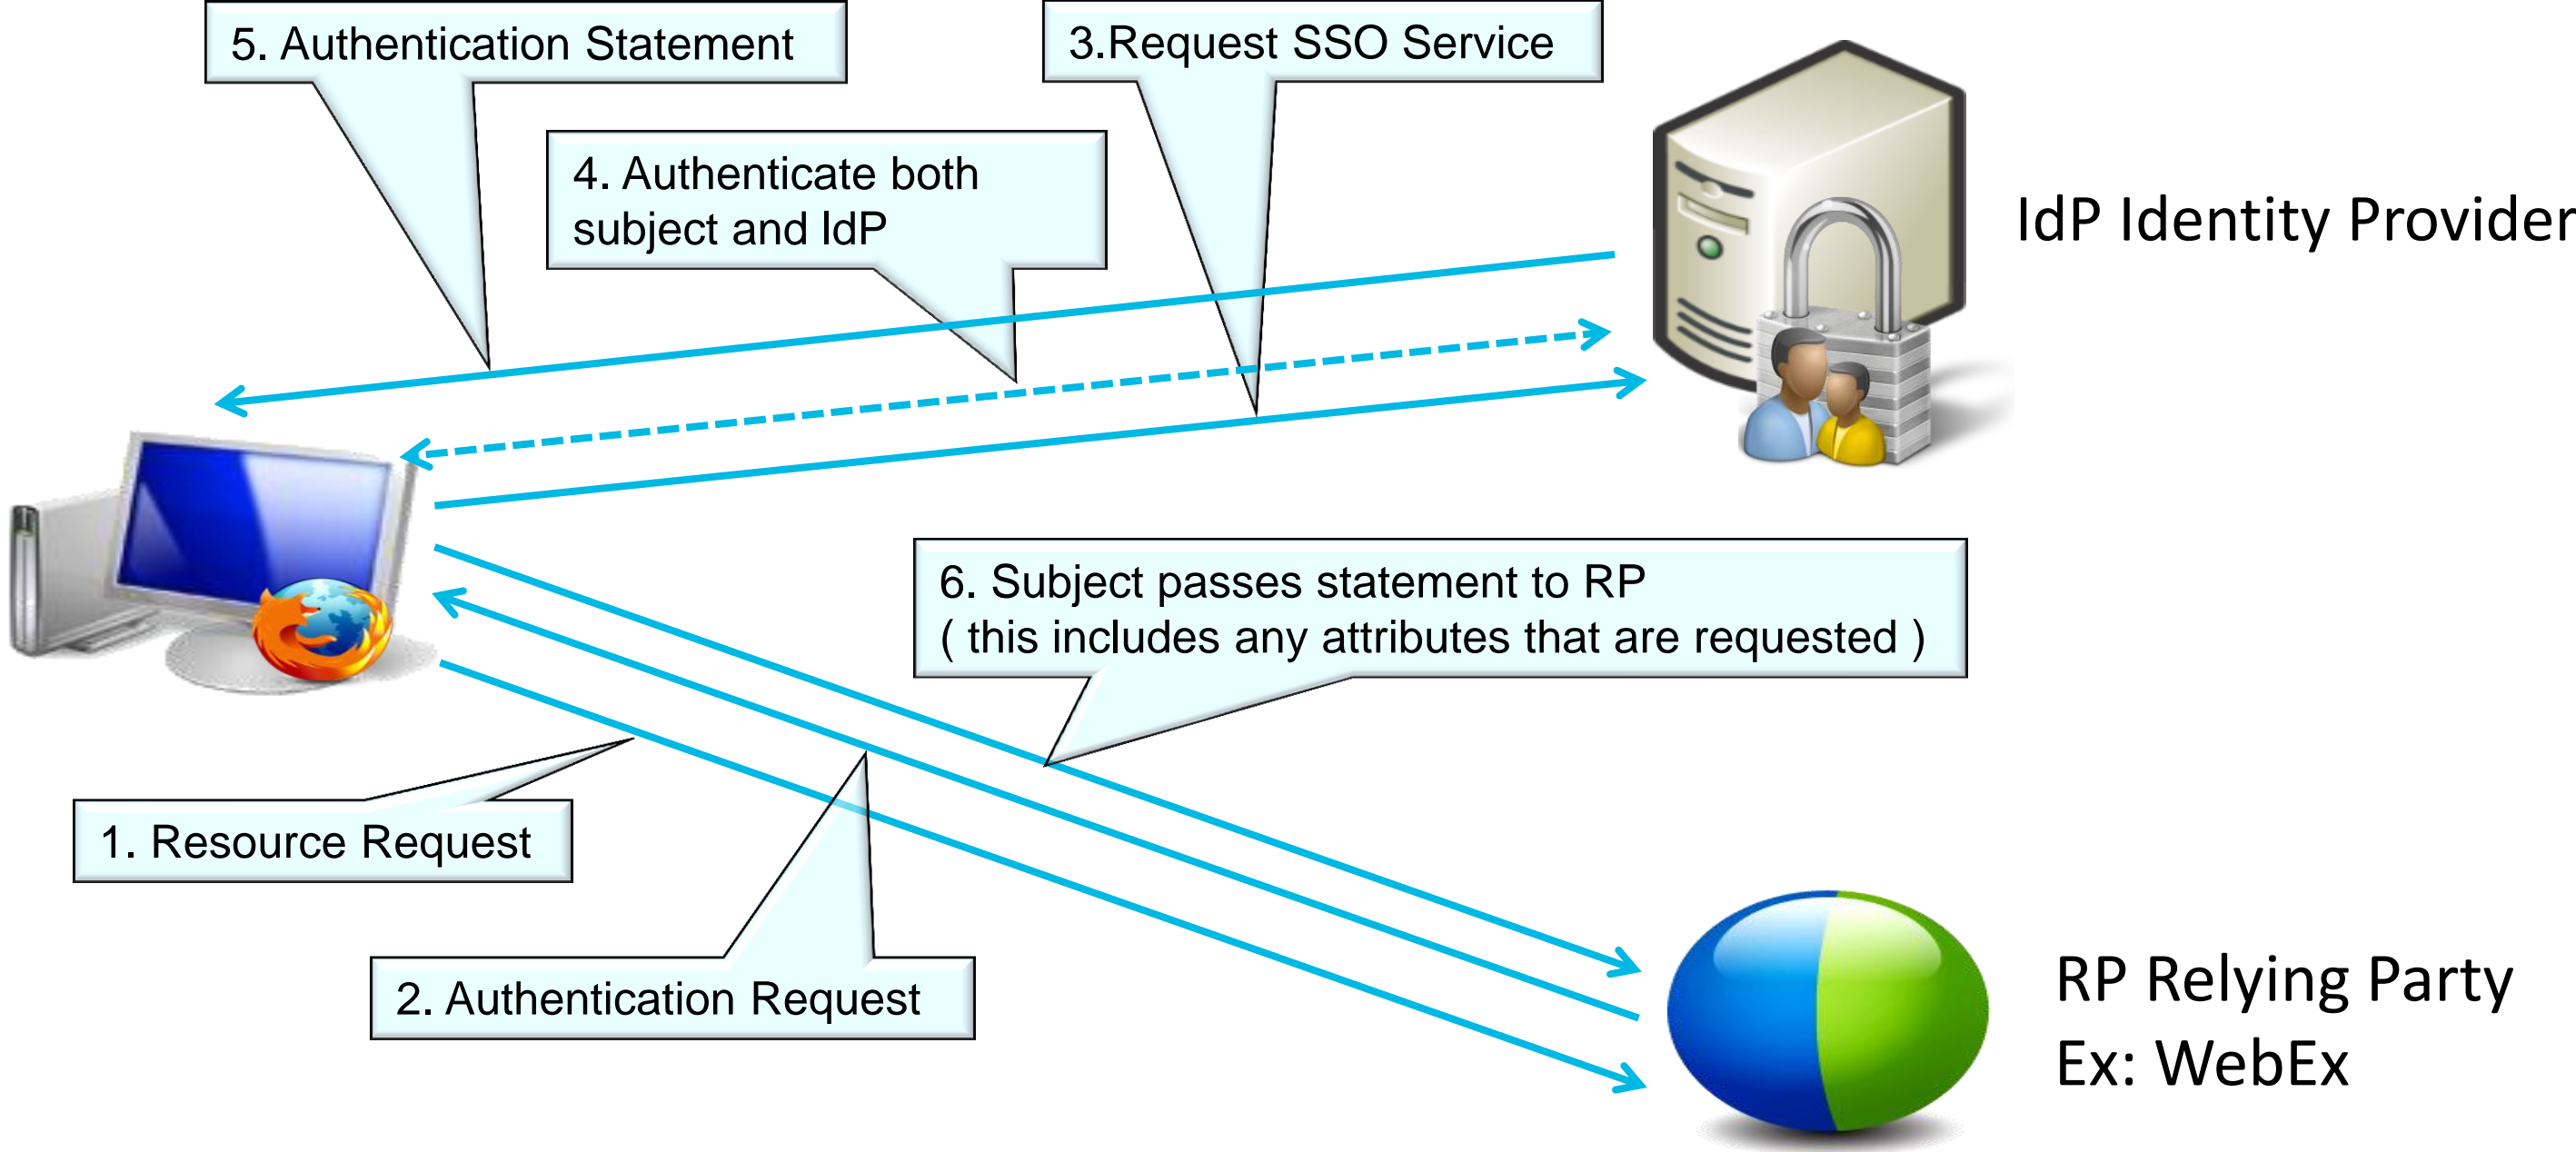 5. Authentication Statement
3.Request SSO Service
4. Authenticate both
subject and IdP
IdP Identity Provider
6. Subject passes statement to RP
( this includes any attributes that are requested )
1. Resource Request
2. Authentication Request
RP Relying Party
Ex: WebEx